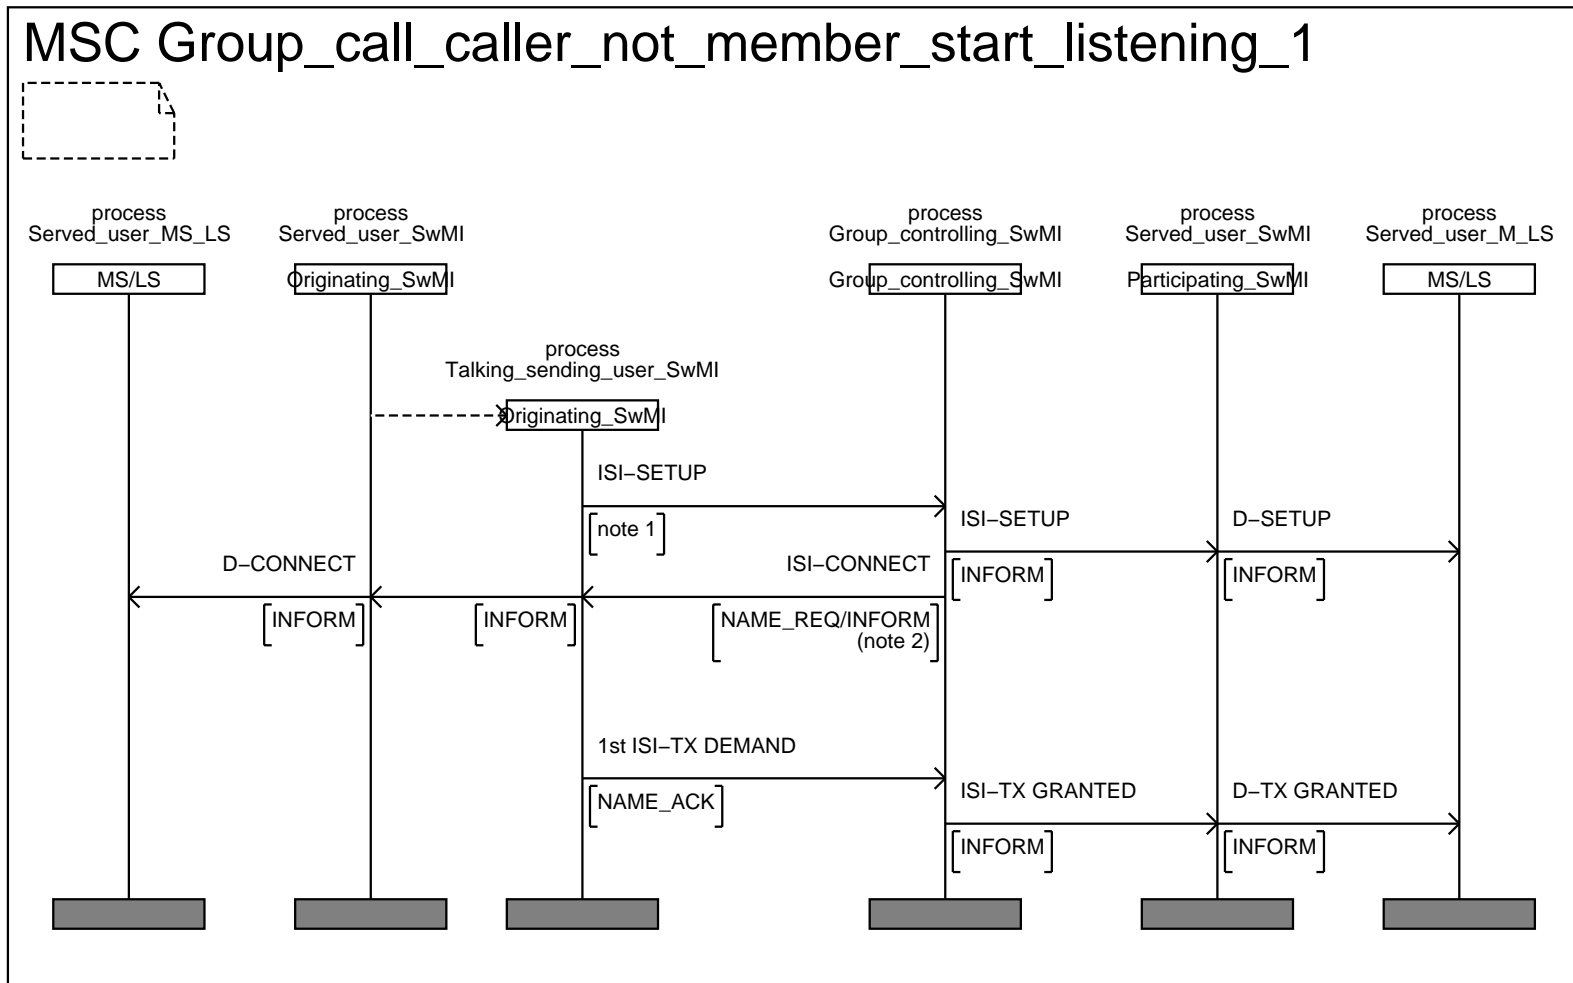 MSC Group_call_caller_not_member_start_listening_1
process
Served_user_MS_LS
process
Served_user_SwMI
process
Group_controlling_SwMI
process
Served_user_SwMI
process
Served_user_M_LS
MS/LS
Originating_SwMI
Group_controlling_SwMI
Participating_SwMI
MS/LS
process
Talking_sending_user_SwMI
Originating_SwMI
ISI−SETUP
note 1
ISI−SETUP
D−SETUP
INFORM
INFORM
D−CONNECT
ISI−CONNECT
INFORM
INFORM
NAME_REQ/INFORM
(note 2)
1st ISI−TX DEMAND
NAME_ACK
ISI−TX GRANTED
D−TX GRANTED
INFORM
INFORM